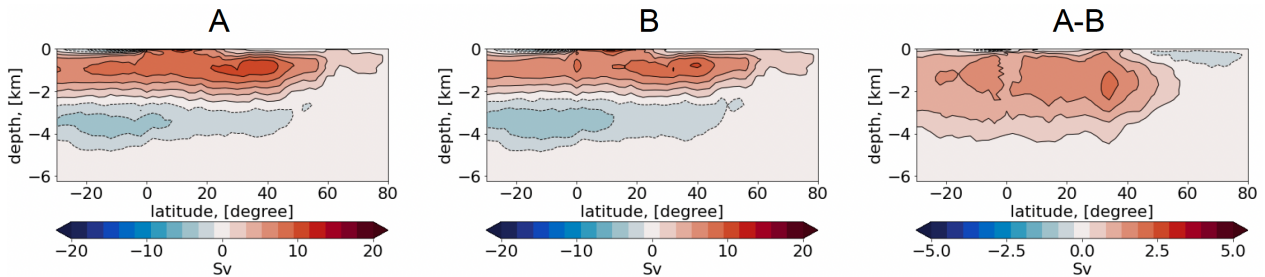 A B A-B
depth, [km] depth, [km] depth, [km]
0 0 0
−2 −2 −2
−4 −4 −4
−6 −6 −6
−20 0 20 40 60 80 −20 0 20 40 60 80 −20 0 20 40 60 80
latitude, [degree] latitude, [degree] latitude, [degree]
−20 −10 0 10 20 −20 −10 0 10 20 −5.0 −2.5 0.0 2.5 5.0
Sv Sv Sv